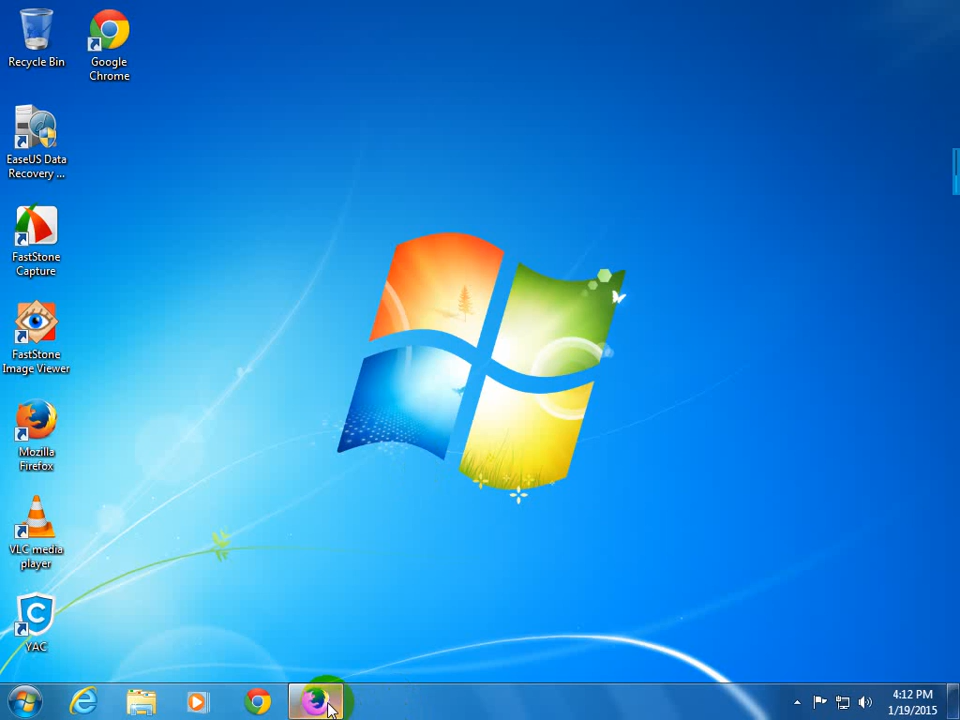 Recycle Bin
Google
Chrome
EaseUS Data
Recovery ...
FastStone
Capture
FastStone
Image Viewer
Mozilla
Firefox
VLC media
player
YAC
4:12 PM
1/19/2015